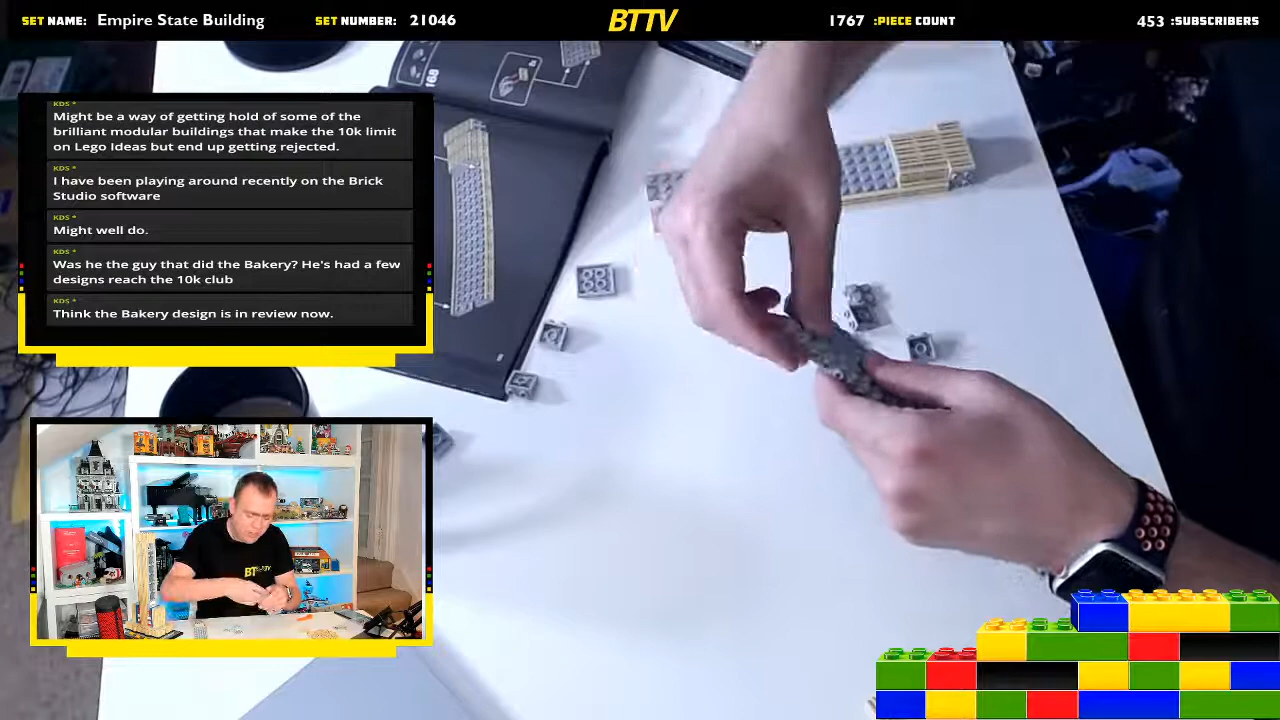 SET NAME: Empire State Building SET NUMBER: 21046 BTTV 1767 :PIECE COUNT 453 :SUBSCRIBERS
KDS *
Might be a way of getting hold of some of the
brilliant modular buildings that make the 10k limit
on Lego Ideas but end up getting rejected.
KDS *
I have been playing around recently on the Brick
Studio software
KDS *
Might well do.
KDS *
Was he the guy that did the Bakery? He's had a few
designs reach the 10k club
KDS *
Think the Bakery design is in review now.
168